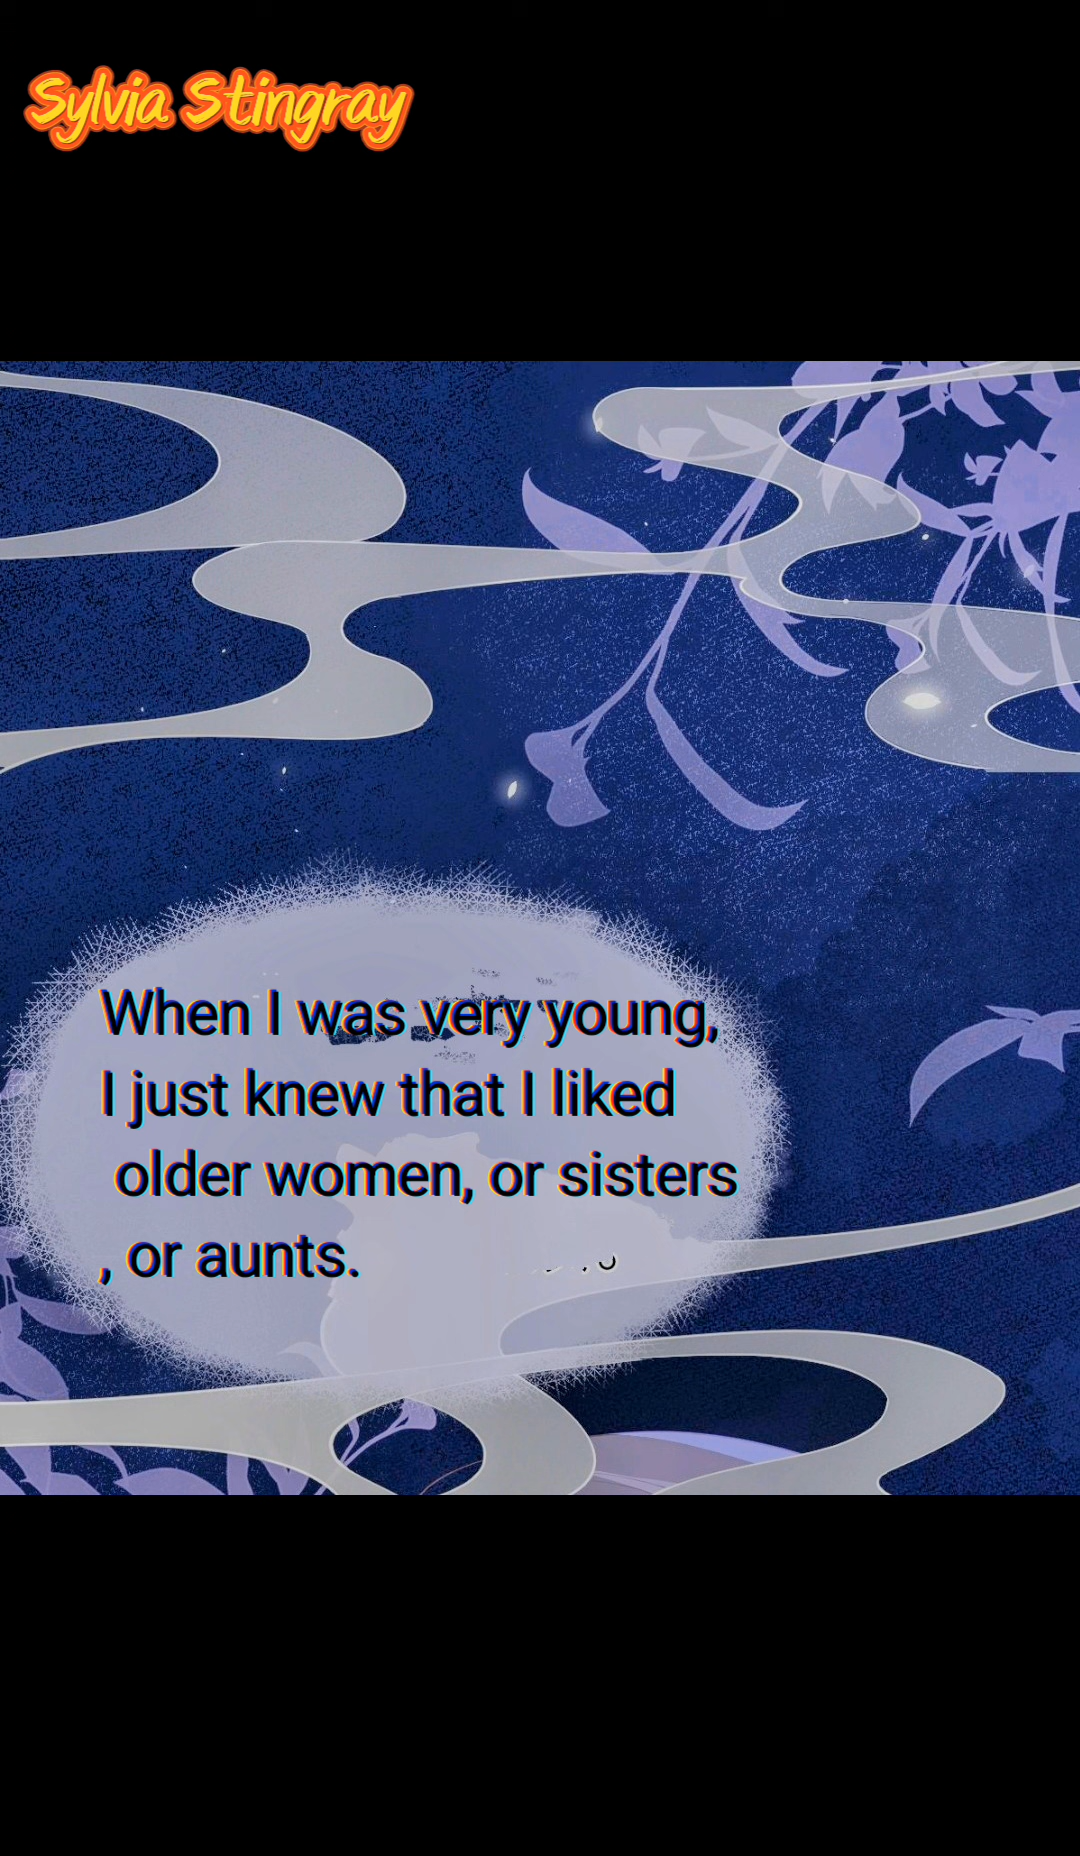 Sylvia Stingray
When I was very young,
I just knew that I liked
older women, or sisters
, or aunts.